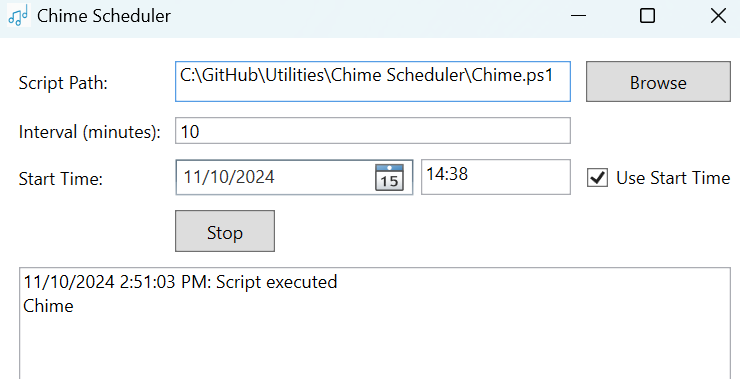 Chime Scheduler
Script Path: C:\GitHub\Utilities\Chime Scheduler\Chime.ps1 Browse
Interval (minutes): 10
Start Time: 11/10/2024 15 14:38 Use Start Time
Stop
11/10/2024 2:51:03 PM: Script executed
Chime